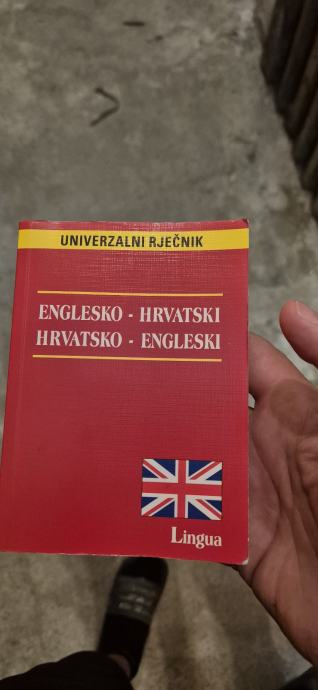 UNIVERZALNI RJEČNIK
ENGLESKO - HRVATSKI
HRVATSKO - ENGLESKI
Lingua